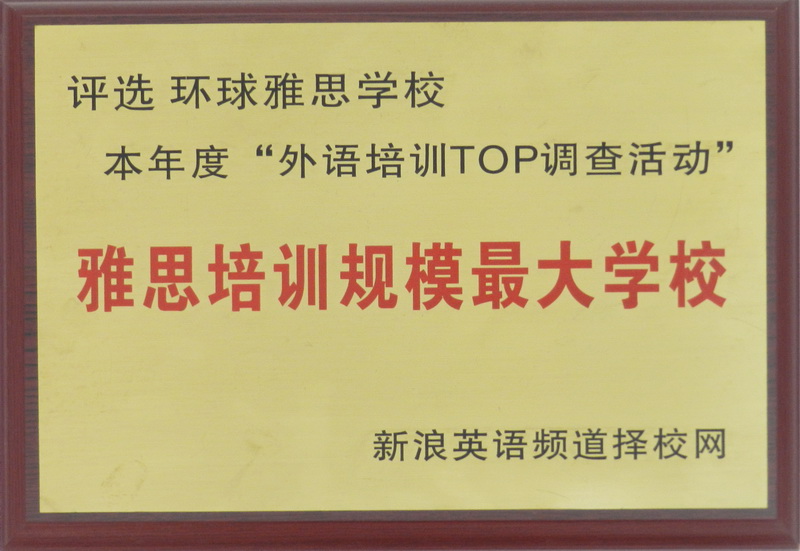 评选 环球雅思学校
本年度“外语培训TOP调查活动”
雅思培训规模最大学校
新浪英语频道择校网